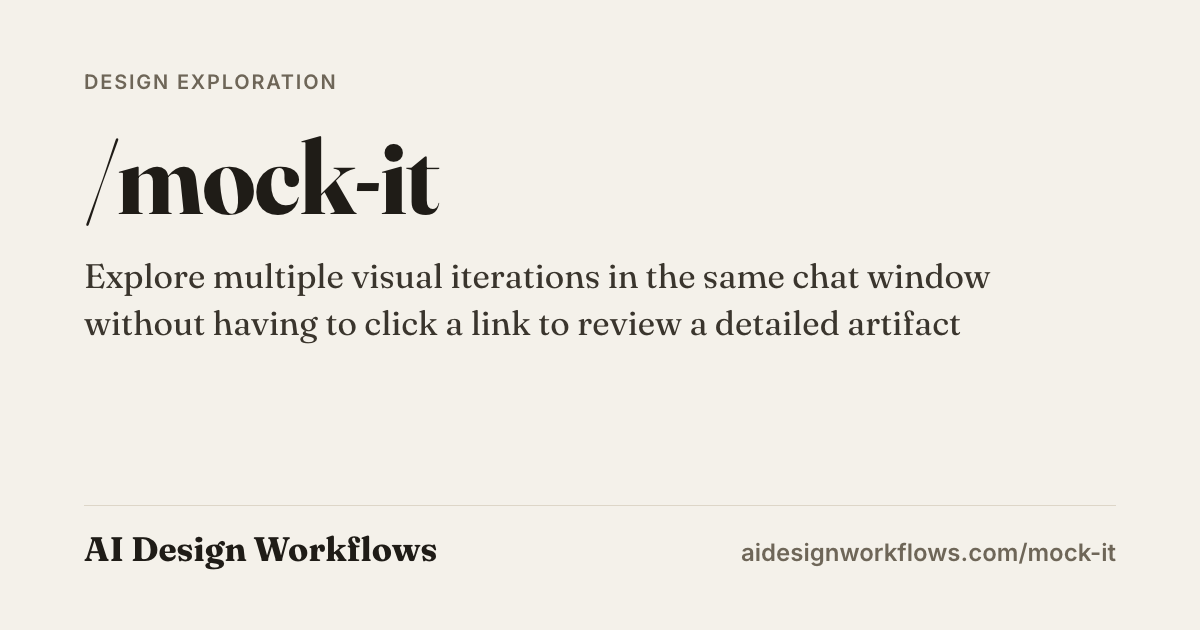 DESIGN EXPLORATION
/mock-it
Explore multiple visual iterations in the same chat window
without having to click a link to review a detailed artifact
AI Design Workflows
aidesignworkflows.com/mock-it